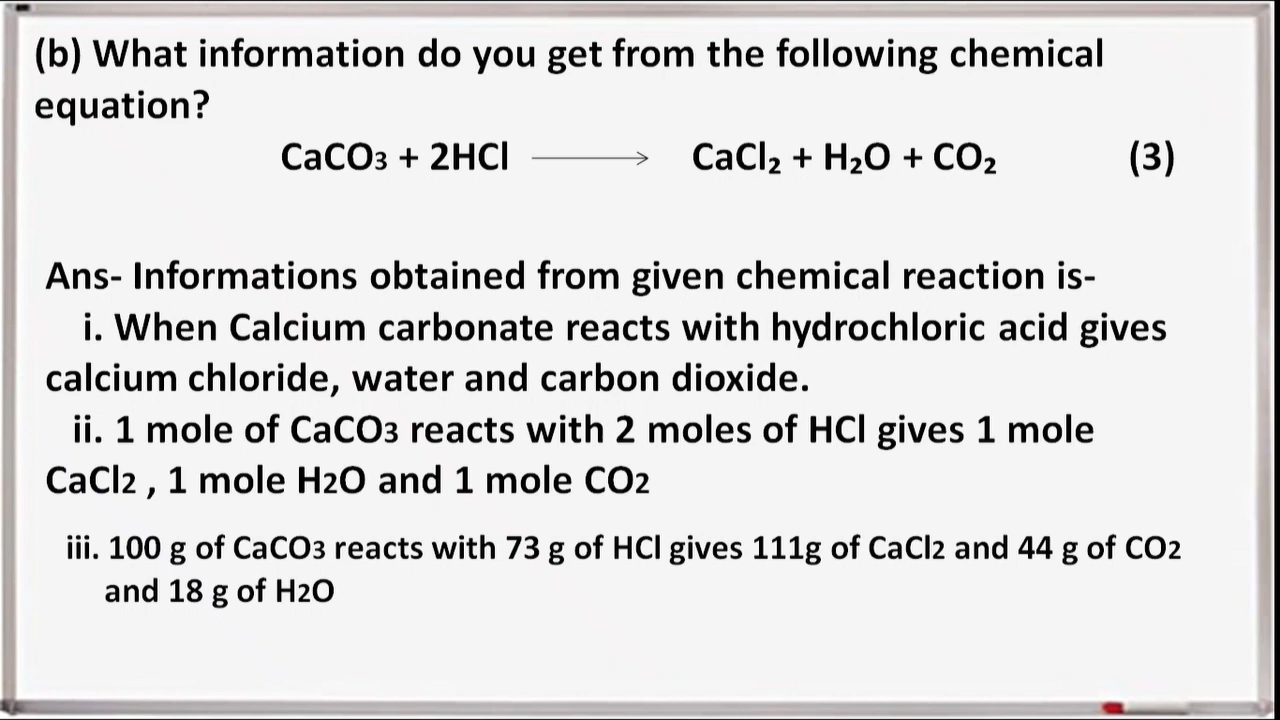 (b) What information do you get from the following chemical
equation?
CaCO3 + 2HCl ⟶ CaCl₂ + H₂O + CO₂ (3)
Ans- Informations obtained from given chemical reaction is-
i. When Calcium carbonate reacts with hydrochloric acid gives
calcium chloride, water and carbon dioxide.
ii. 1 mole of CaCO3 reacts with 2 moles of HCl gives 1 mole
CaCl2 , 1 mole H2O and 1 mole CO2
iii. 100 g of CaCO3 reacts with 73 g of HCl gives 111g of CaCl2 and 44 g of CO2
and 18 g of H2O